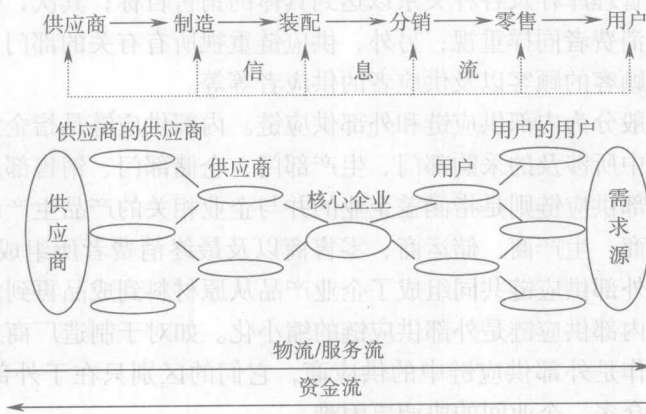 供应商 制造 装配 分销 零售 用户
信 息 流
供应商的供应商 用户的用户
供应商 用户
核心企业
供应商
需求源
物流/服务流
资金流